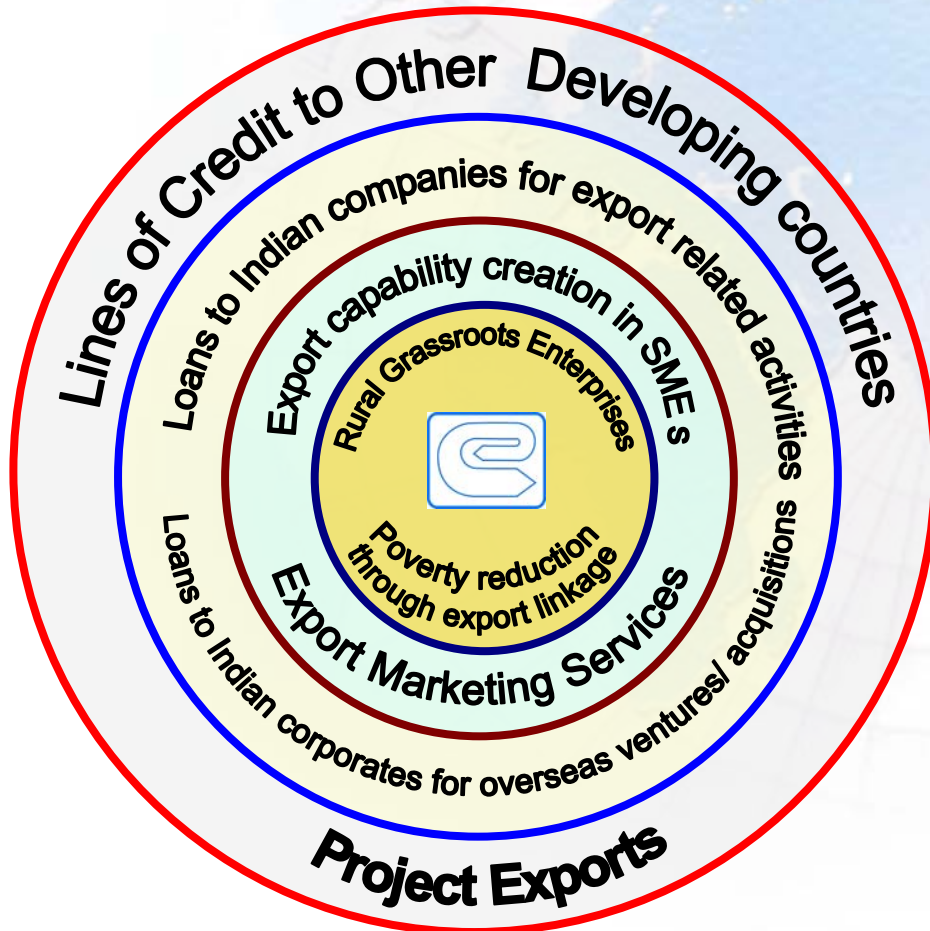 Lines of Credit to Other Developing countries
Loans to Indian companies for export related activities
Export capability creation in SME s
Rural Grassroots Enterprises
Poverty reduction
through export linkage
Export Marketing Services
Loans to Indian corporates for overseas ventures/ acquisitions
Project Exports